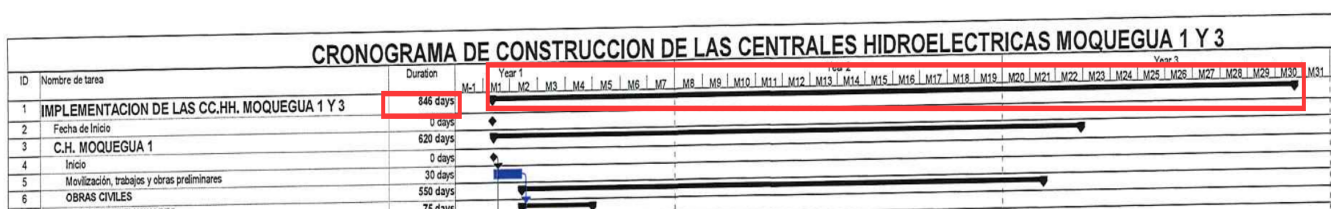 CRONOGRAMA DE CONSTRUCCION DE LAS CENTRALES HIDROELECTRICAS MOQUEGUA 1 Y 3
ID Nombre de tarea Duration Year 1 Year 3
M-1 M1 M2 M3 M4 M5 M6 M7 M8 M9 M10 M11 M12 M13 M14 M15 M16 M17 M18 M19 M20 M21 M22 M23 M24 M25 M26 M27 M28 M29 M30 M31
1 IMPLEMENTACION DE LAS CC.HH. MOQUEGUA 1 Y 3 846 days
2 Fecha de Inicio 0 days
3 C.H. MOQUEGUA 1 620 days
4 Inicio 0 days
5 Movilización, trabajos y obras preliminares 30 days
6 OBRAS CIVILES 550 days
75 days